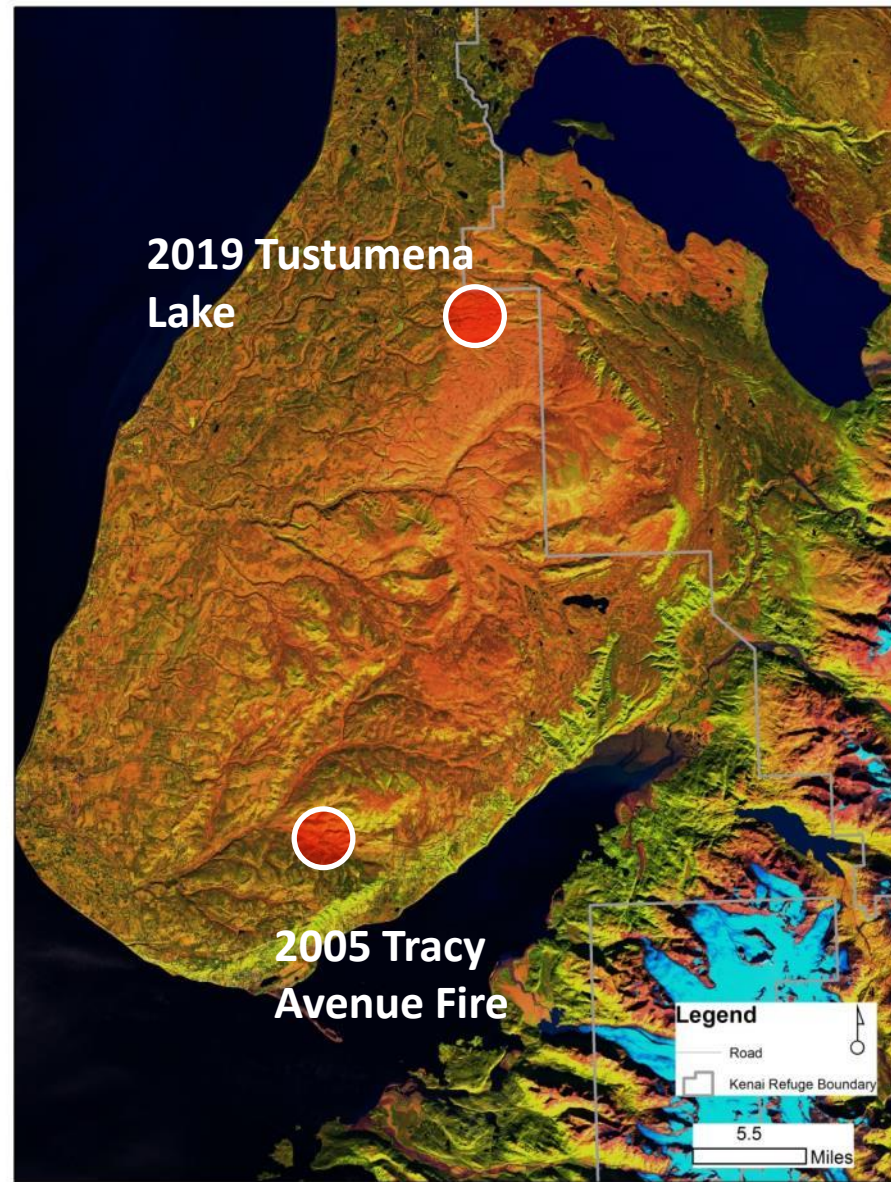 2019 Tustumena
Lake
2005 Tracy
Avenue Fire
Legend
Road
Kenai Refuge Boundary
5.5
Miles